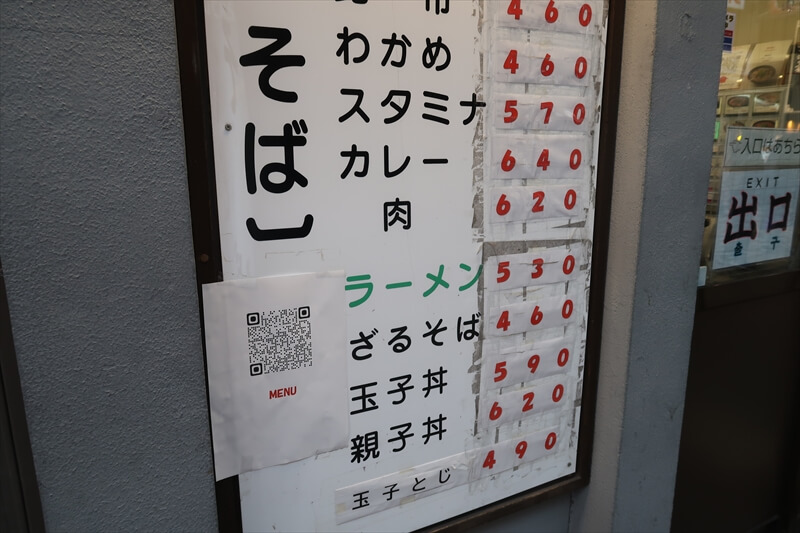 そば】
460
わかめ 460
スタミナ 570
カレー 640
肉 620
ラーメン 530
ざるそば 460
玉子丼 590
親子丼 620
玉子とじ 490
MENU
入口はあちら
EXIT
出口